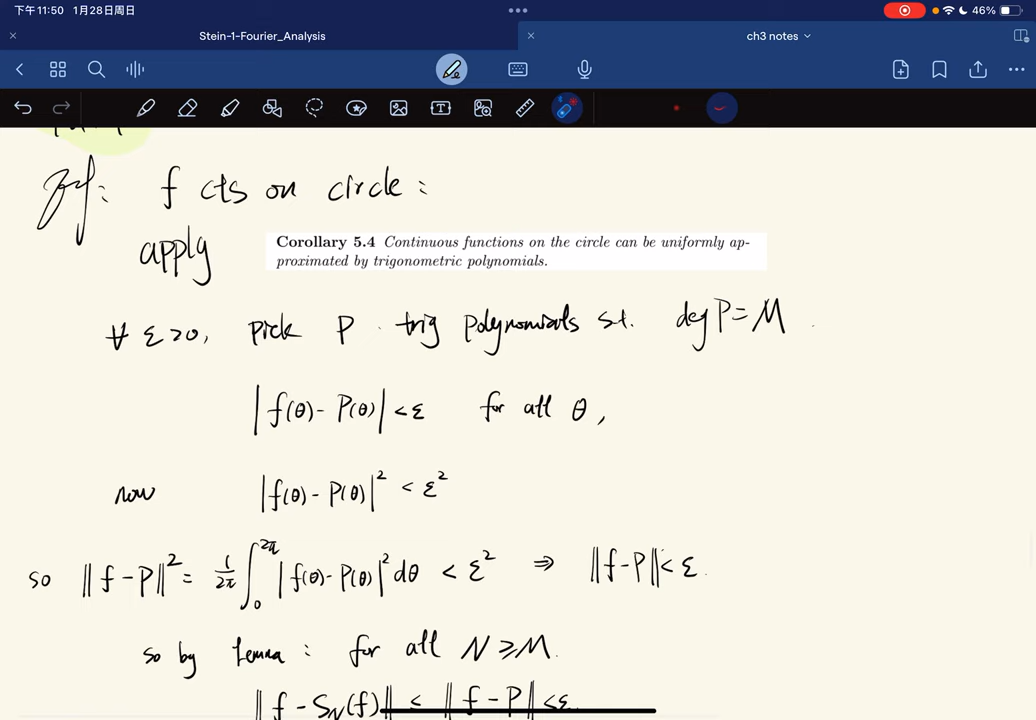 下午11:50 1月28日周日
46%
Stein-1-Fourier_Analysis
ch3 notes
pf: f cts on circle:
apply
Corollary 5.4 Continuous functions on the circle can be uniformly ap-
proximated by trigonometric polynomials.
∀ ε>0, pick P trig polynomials s.t. deg P = M
|f(θ) - P(θ)| < ε for all θ,
now |f(θ) - P(θ)|² < ε²
so ‖f - P‖² = 1/2π ∫₀^2π |f(θ) - P(θ)|² dθ < ε² ⇒ ‖f - P‖ < ε.
so by Lemma: for all N ≥ M.
‖f - S_N(f)‖ ≤ ‖f - P‖ < ε